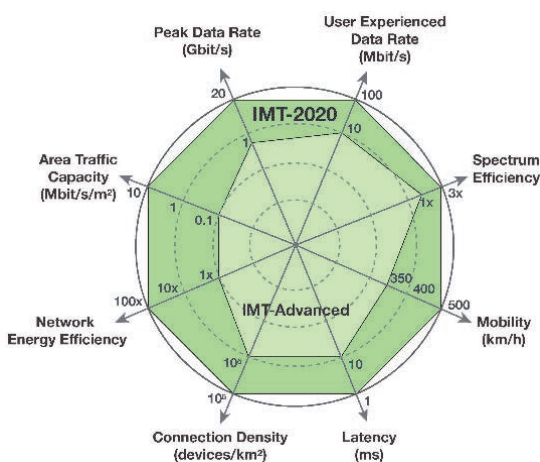 Peak Data Rate
(Gbit/s)
User Experienced
Data Rate
(Mbit/s)
20
100
IMT-2020
1
10
Area Traffic
Capacity
(Mbit/s/m²)
10
1
0.1
Spectrum
Efficiency
3x
1x
1x
10x
100x
350
400
500
Network
Energy Efficiency
IMT-Advanced
Mobility
(km/h)
10⁵
10
10⁶
1
Connection Density
(devices/km²)
Latency
(ms)